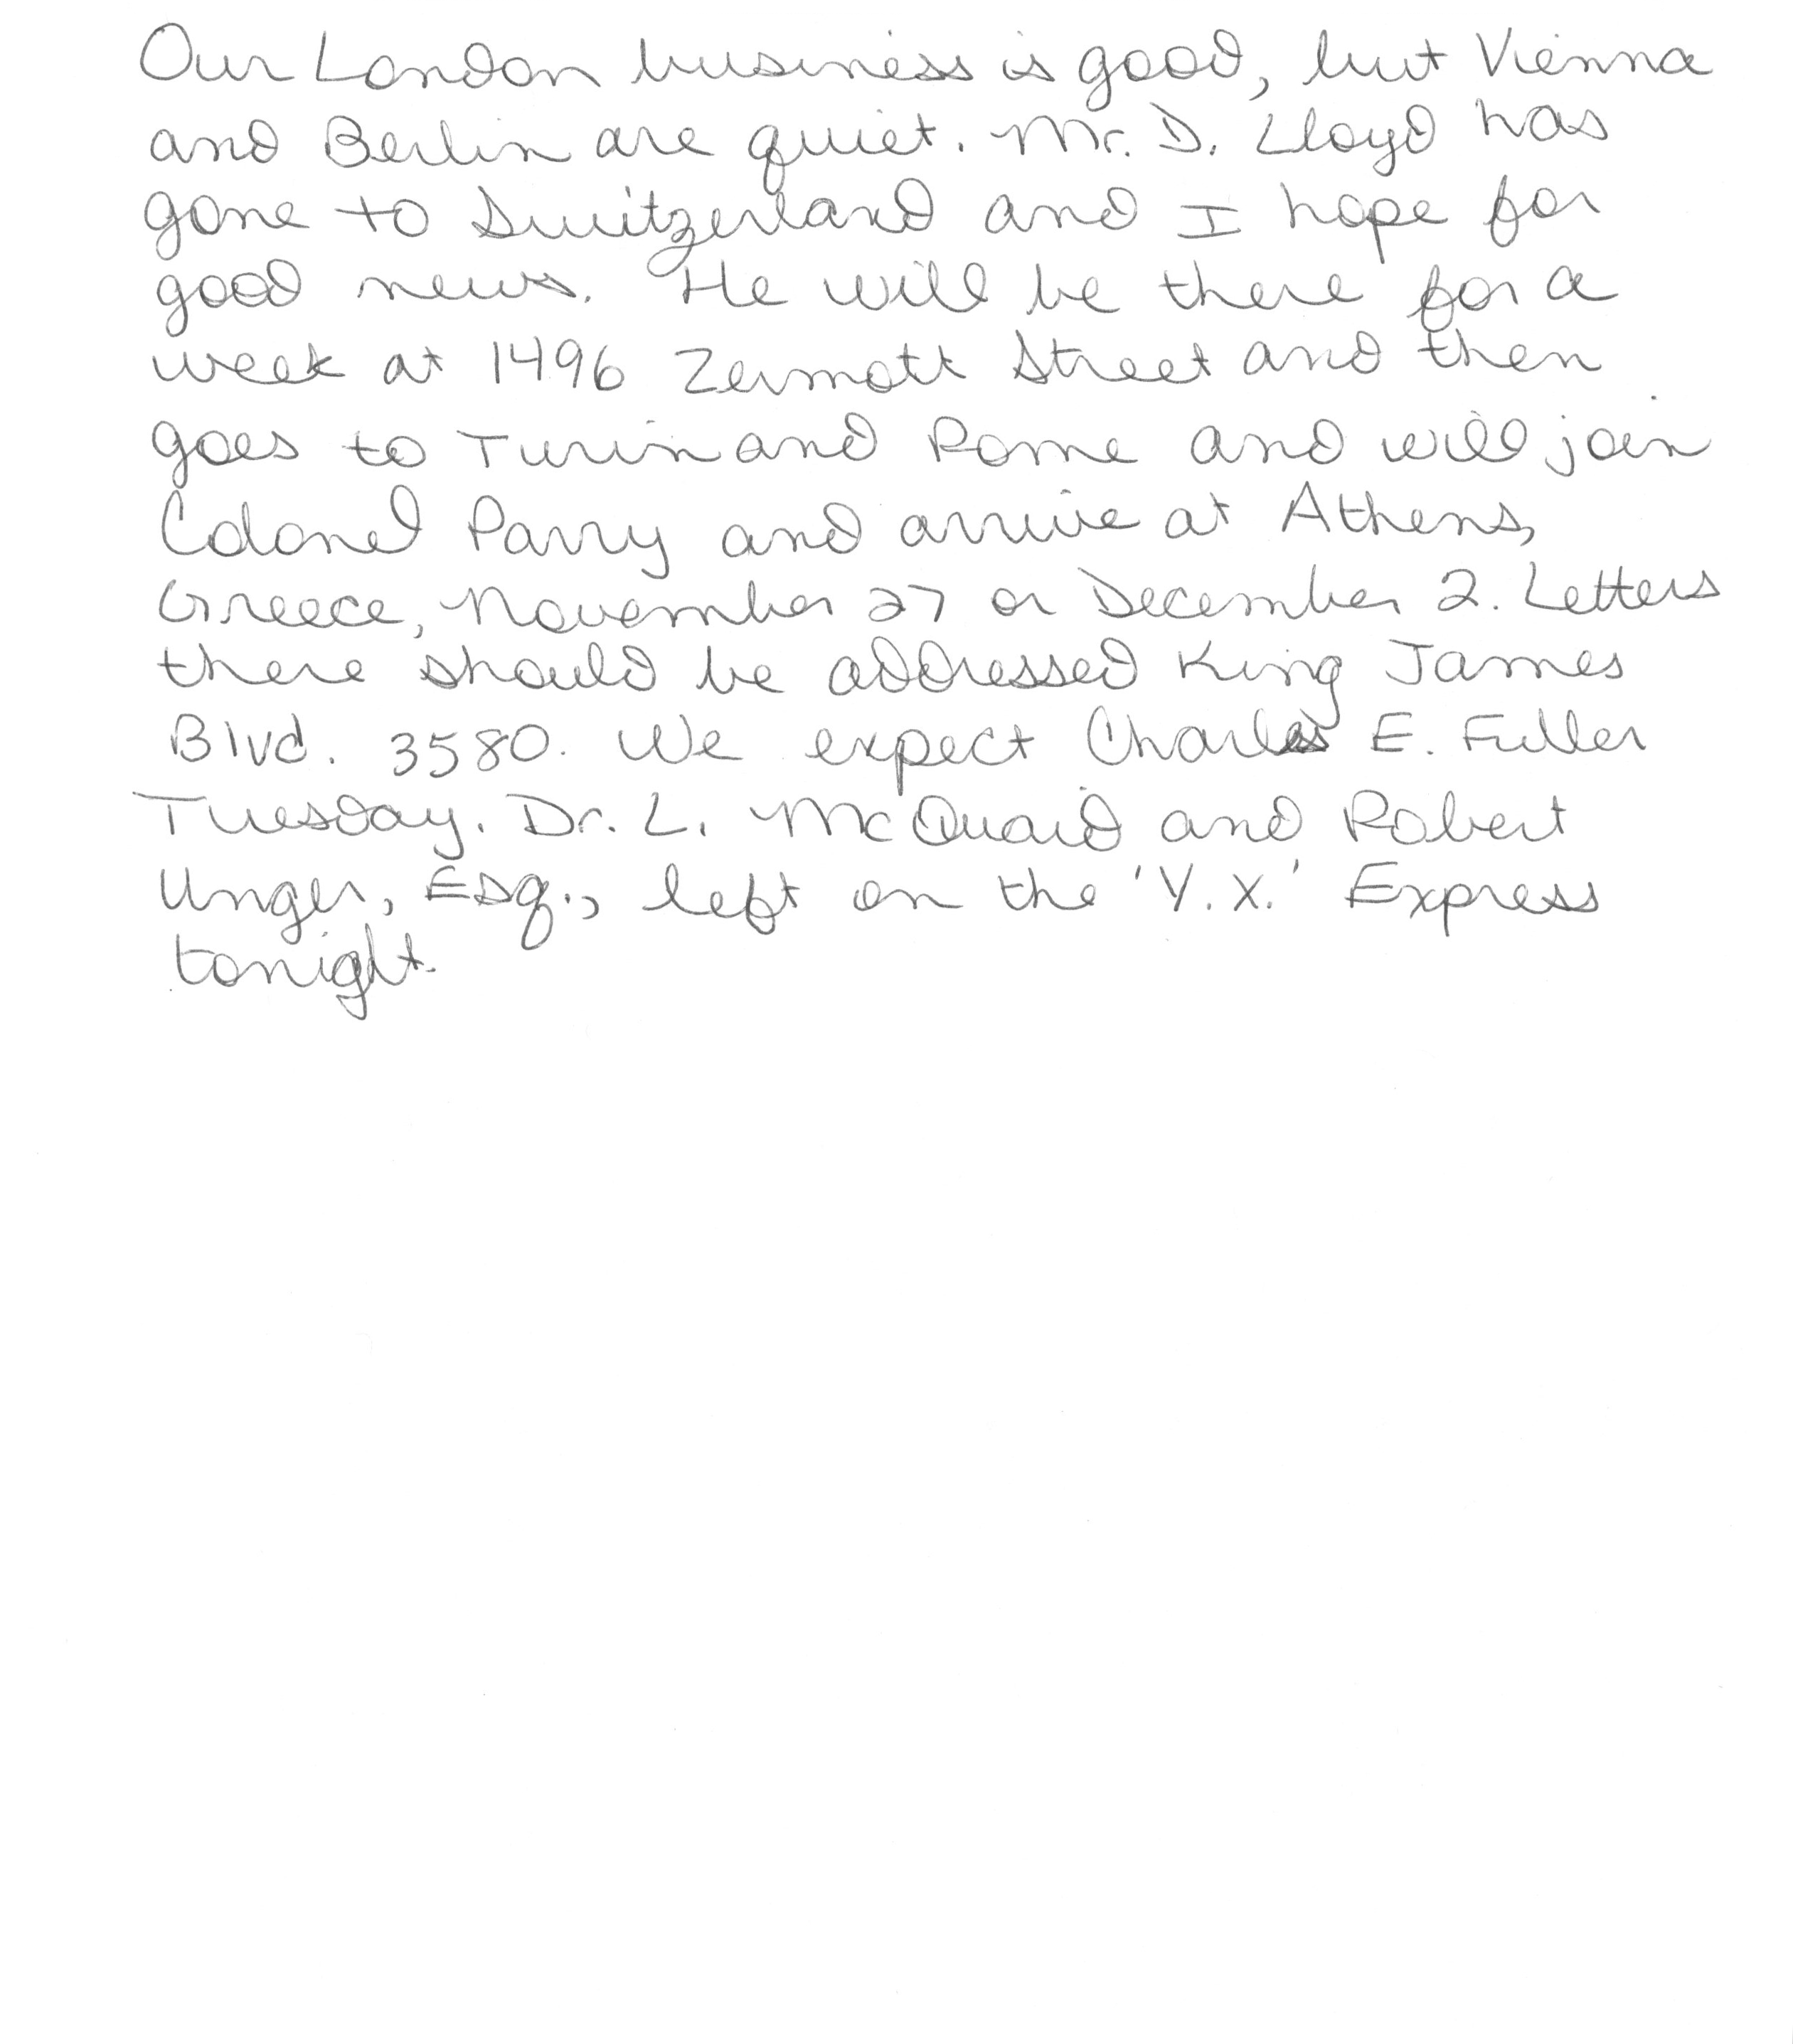 Our London business is good, but Vienna
and Berlin are quiet. Mr. D. Lloyd has
gone to Switzerland and I hope for
good news. He will be there for a
week at 1496 Zermott Street and then
goes to Turin and Rome and will join
Colonel Parry and arrive at Athens,
Greece, November 27 or December 2. Letters
there should be addressed King James
Blvd. 3580. We expect Charles E. Fuller
Tuesday. Dr. L. McQuaid and Robert
Unger, Esq., left on the 'Y.X.' Express
tonight.